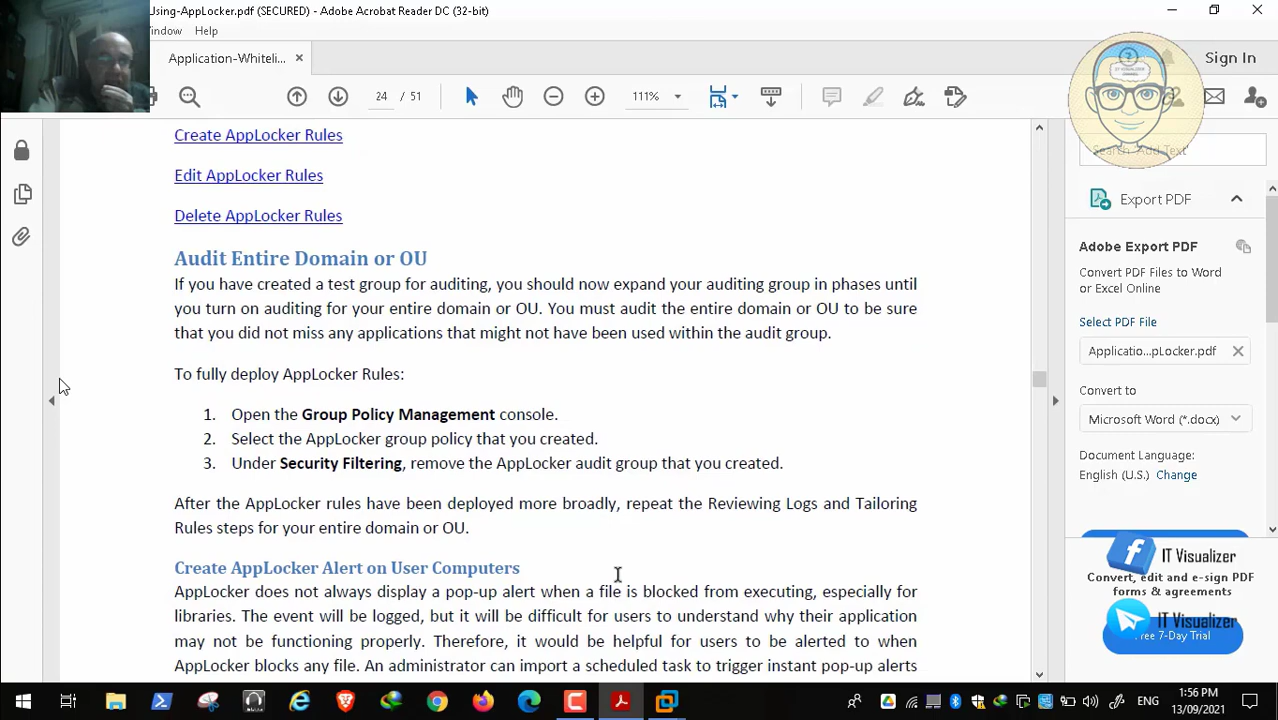 Using-AppLocker.pdf (SECURED) - Adobe Acrobat Reader DC (32-bit)
indow Help
Application-Whiteli...
Sign In
24 / 51
111%
Search 'Add Text'
IT VISUALIZER
CHANNEL
Create AppLocker Rules
Edit AppLocker Rules
Delete AppLocker Rules
Audit Entire Domain or OU
If you have created a test group for auditing, you should now expand your auditing group in phases until
you turn on auditing for your entire domain or OU. You must audit the entire domain or OU to be sure
that you did not miss any applications that might not have been used within the audit group.
To fully deploy AppLocker Rules:
1. Open the Group Policy Management console.
2. Select the AppLocker group policy that you created.
3. Under Security Filtering, remove the AppLocker audit group that you created.
After the AppLocker rules have been deployed more broadly, repeat the Reviewing Logs and Tailoring
Rules steps for your entire domain or OU.
Create AppLocker Alert on User Computers
AppLocker does not always display a pop-up alert when a file is blocked from executing, especially for
libraries. The event will be logged, but it will be difficult for users to understand why their application
may not be functioning properly. Therefore, it would be helpful for users to be alerted to when
AppLocker blocks any file. An administrator can import a scheduled task to trigger instant pop-up alerts
Export PDF
Adobe Export PDF
Convert PDF Files to Word
or Excel Online
Select PDF File
Applicatio...pLocker.pdf
Convert to
Microsoft Word (*.docx)
Document Language:
English (U.S.) Change
IT Visualizer
Convert, edit and e-sign PDF
forms & agreements
IT Visualizer
Free 7-Day Trial
ENG
1:56 PM
13/09/2021